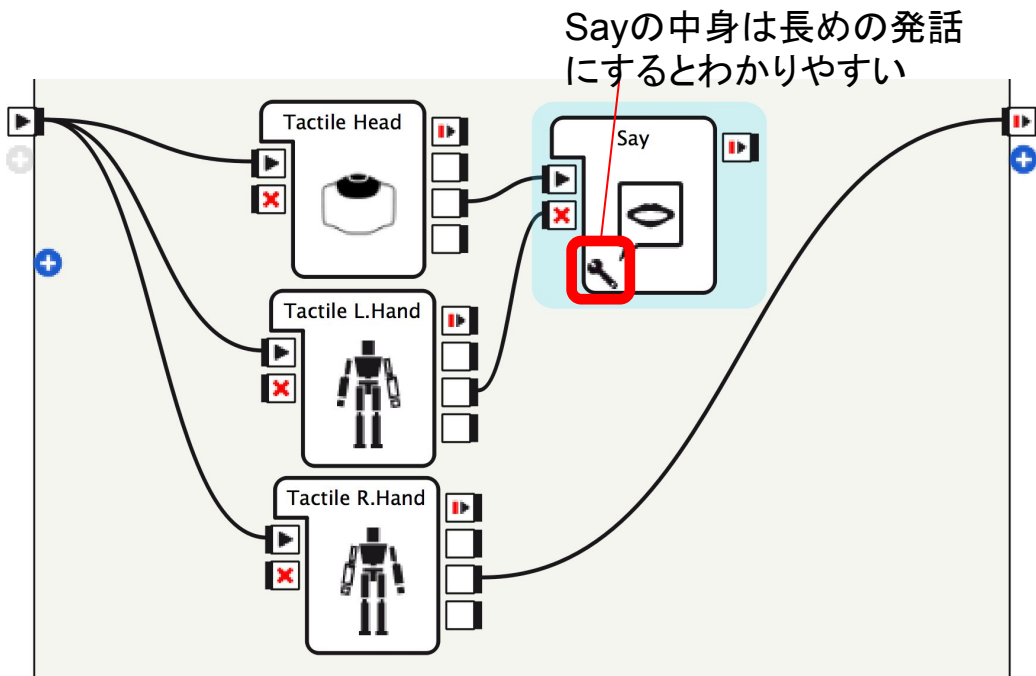 Sayの中身は長めの発話
にするとわかりやすい
Tactile Head
Say
Tactile L.Hand
Tactile R.Hand